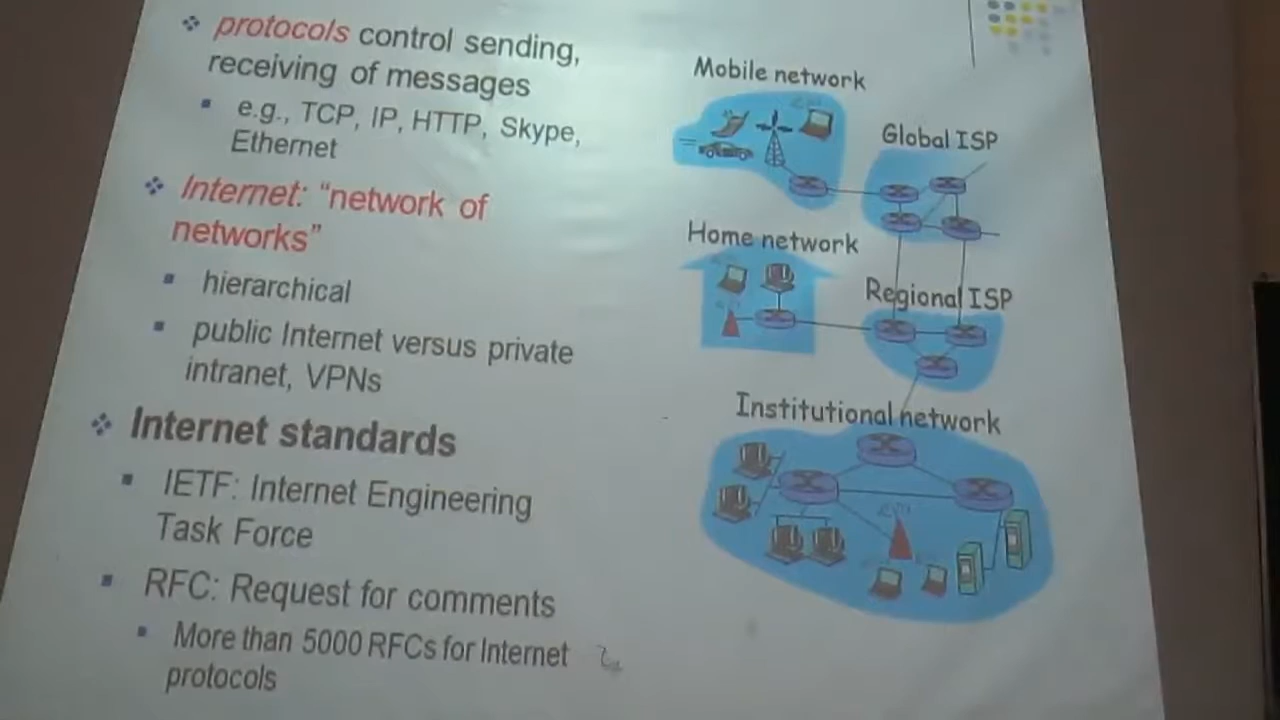 protocols control sending,
receiving of messages
e.g., TCP, IP, HTTP, Skype,
Ethernet
Internet: “network of
networks”
hierarchical
public Internet versus private
intranet, VPNs
Internet standards
IETF: Internet Engineering
Task Force
RFC: Request for comments
More than 5000 RFCs for Internet
protocols
Mobile network
Global ISP
Home network
Regional ISP
Institutional network